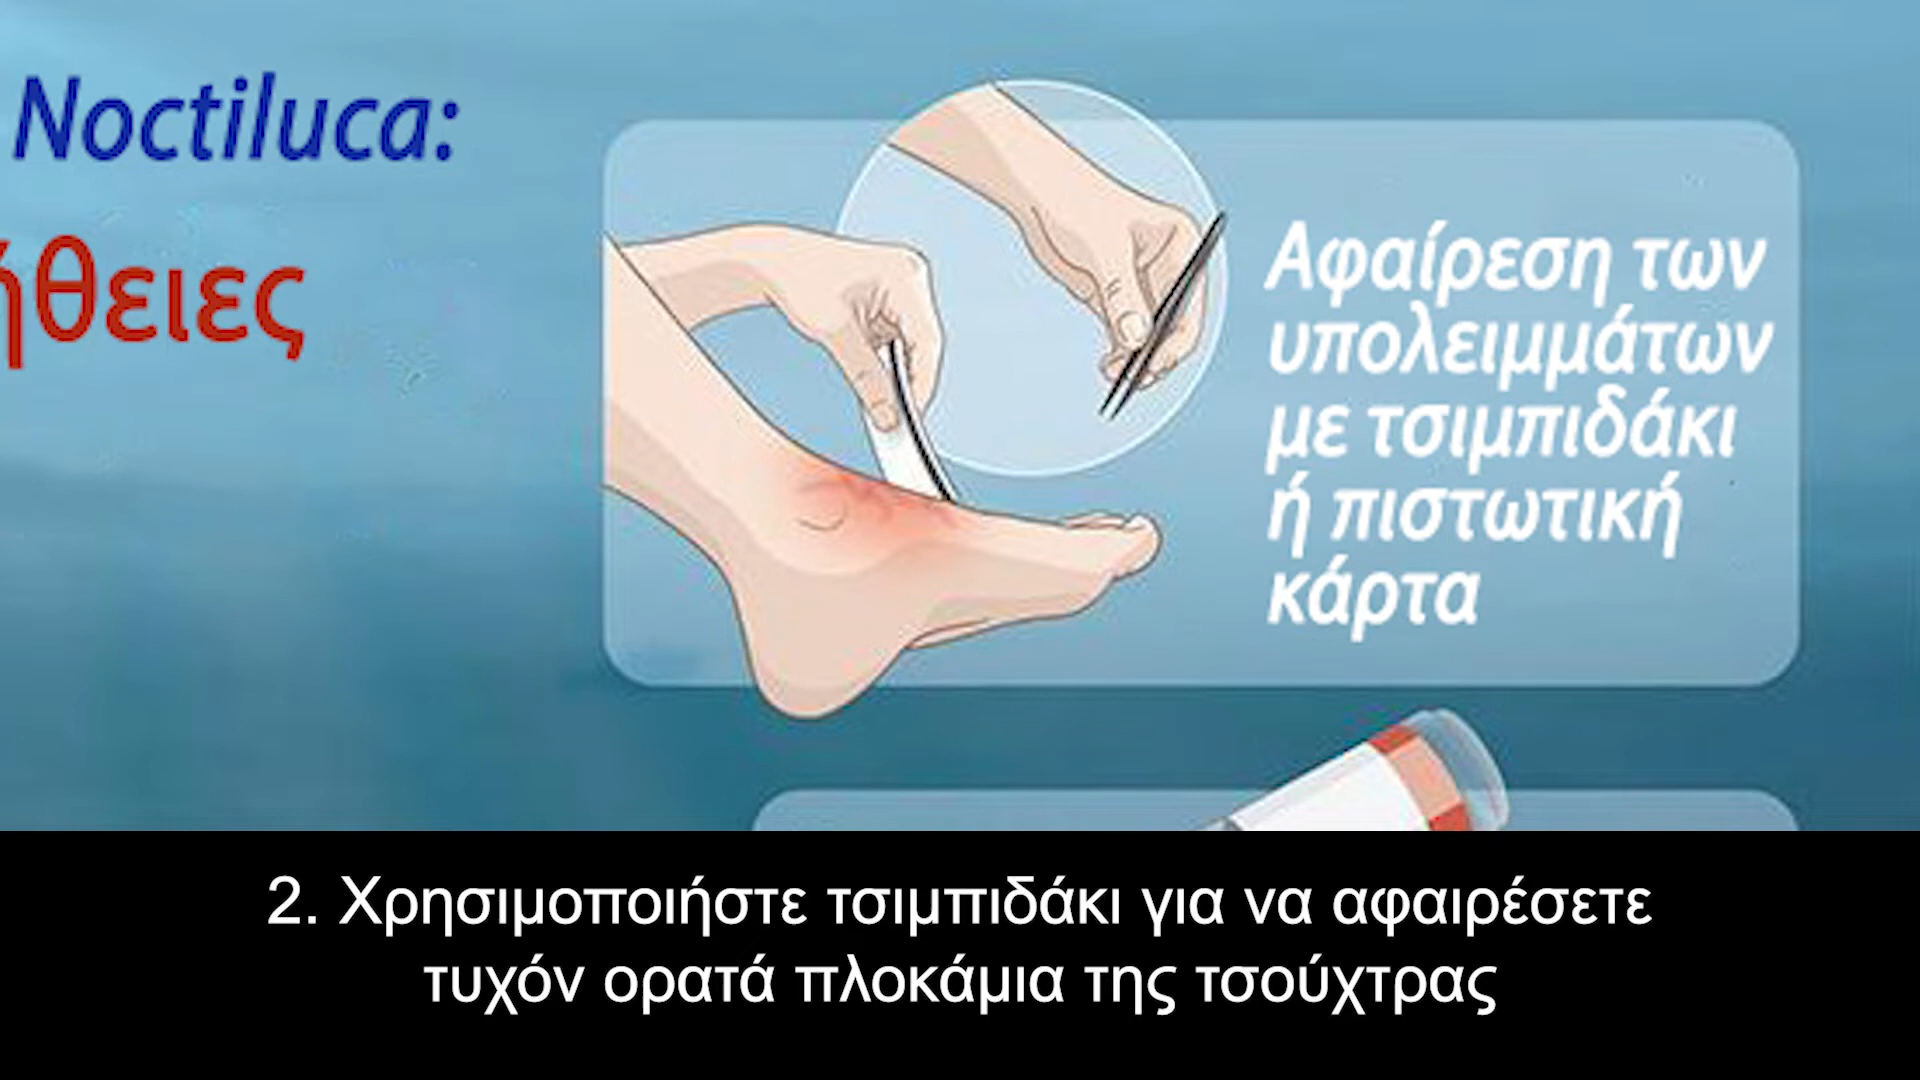 Noctiluca:
ήθειες
Αφαίρεση των
υπολειμμάτων
με τσιμπιδάκι
ή πιστωτική
κάρτα
2. Χρησιμοποιήστε τσιμπιδάκι για να αφαιρέσετε
τυχόν ορατά πλοκάμια της τσούχτρας